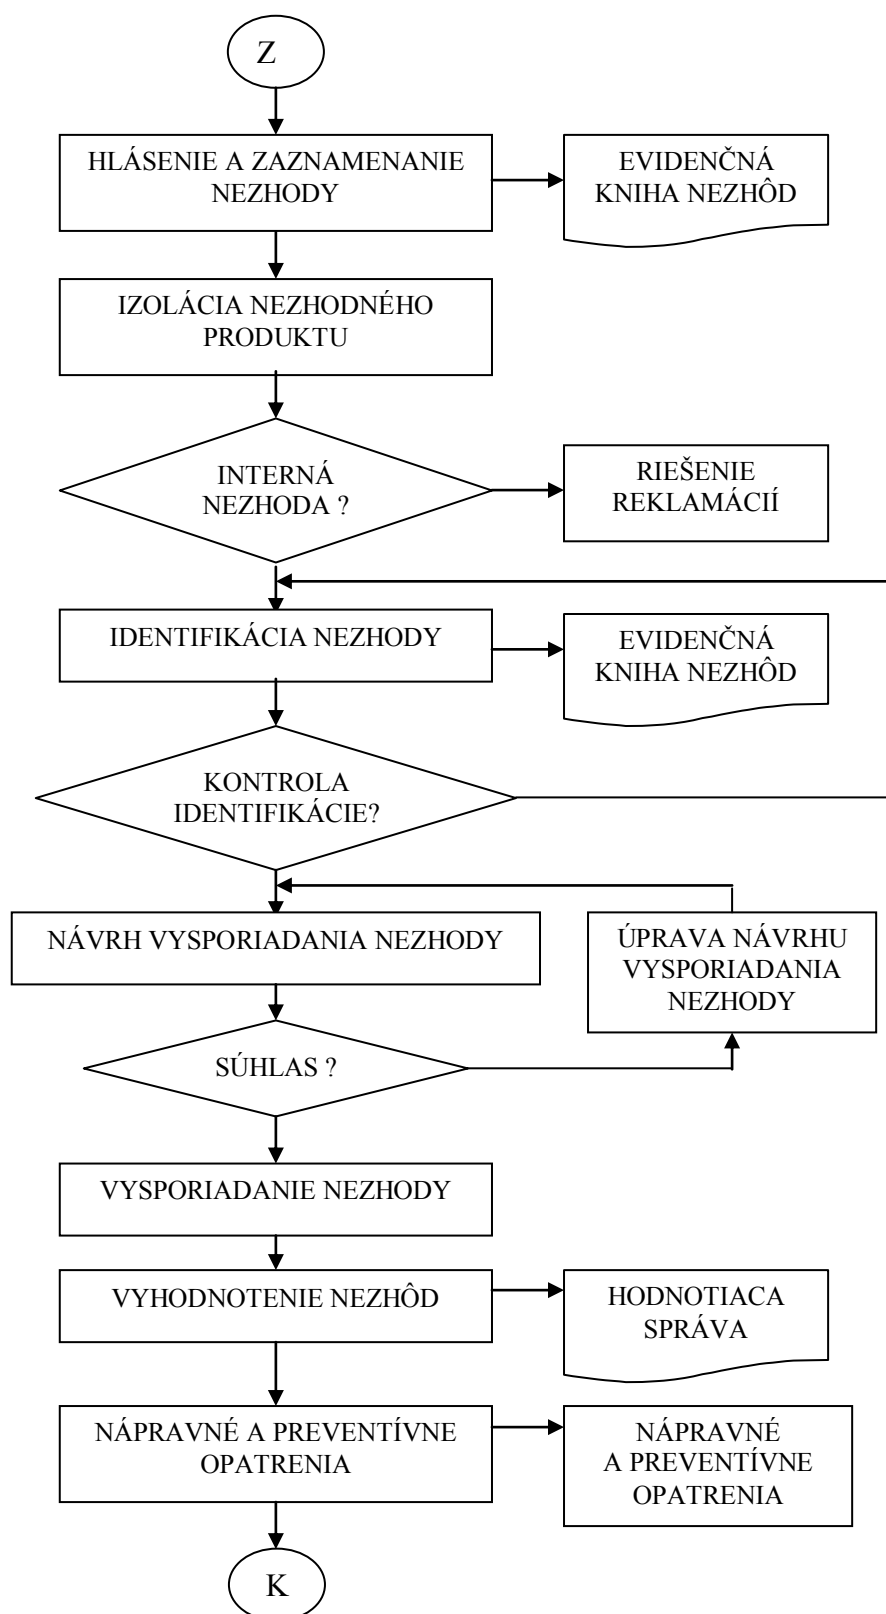 Z
HLÁSENIE A ZAZNAMENANIE
NEZHODY
EVIDENČNÁ
KNIHA NEZHÔD
IZOLÁCIA NEZHODNÉHO
PRODUKTU
INTERNÁ
NEZHODA ?
RIEŠENIE
REKLAMÁCIÍ
IDENTIFIKÁCIA NEZHODY
EVIDENČNÁ
KNIHA NEZHÔD
KONTROLA
IDENTIFIKÁCIE?
NÁVRH VYSPORIADANIA NEZHODY
ÚPRAVA NÁVRHU
VYSPORIADANIA
NEZHODY
SÚHLAS ?
VYSPORIADANIE NEZHODY
VYHODNOTENIE NEZHÔD
HODNOTIACA
SPRÁVA
NÁPRAVNÉ A PREVENTÍVNE
OPATRENIA
NÁPRAVNÉ
A PREVENTÍVNE
OPATRENIA
K